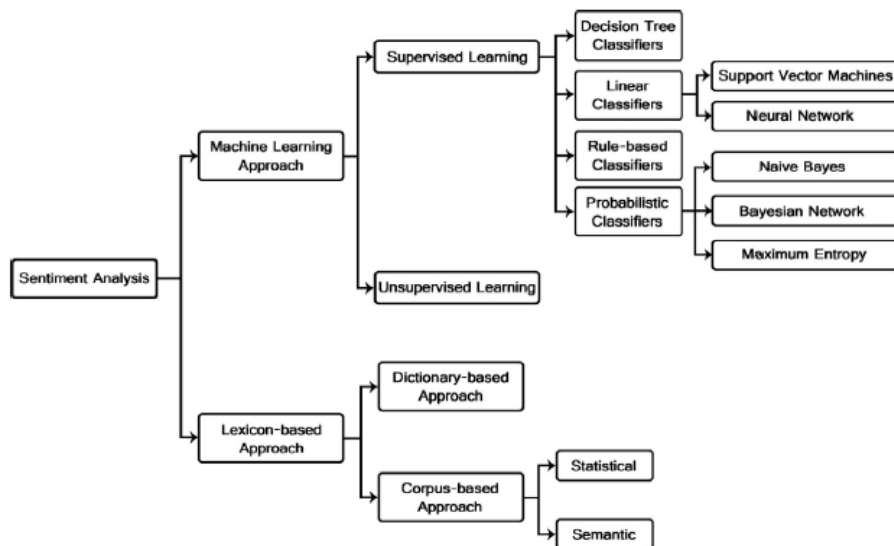 Decision Tree
Classifiers
Supervised Learning
Linear
Classifiers
Support Vector Machines
Neural Network
Machine Learning
Approach
Rule-based
Classifiers
Naive Bayes
Probabilistic
Classifiers
Bayesian Network
Maximum Entropy
Sentiment Analysis
Unsupervised Learning
Dictionary-based
Approach
Lexicon-based
Approach
Corpus-based
Approach
Statistical
Semantic